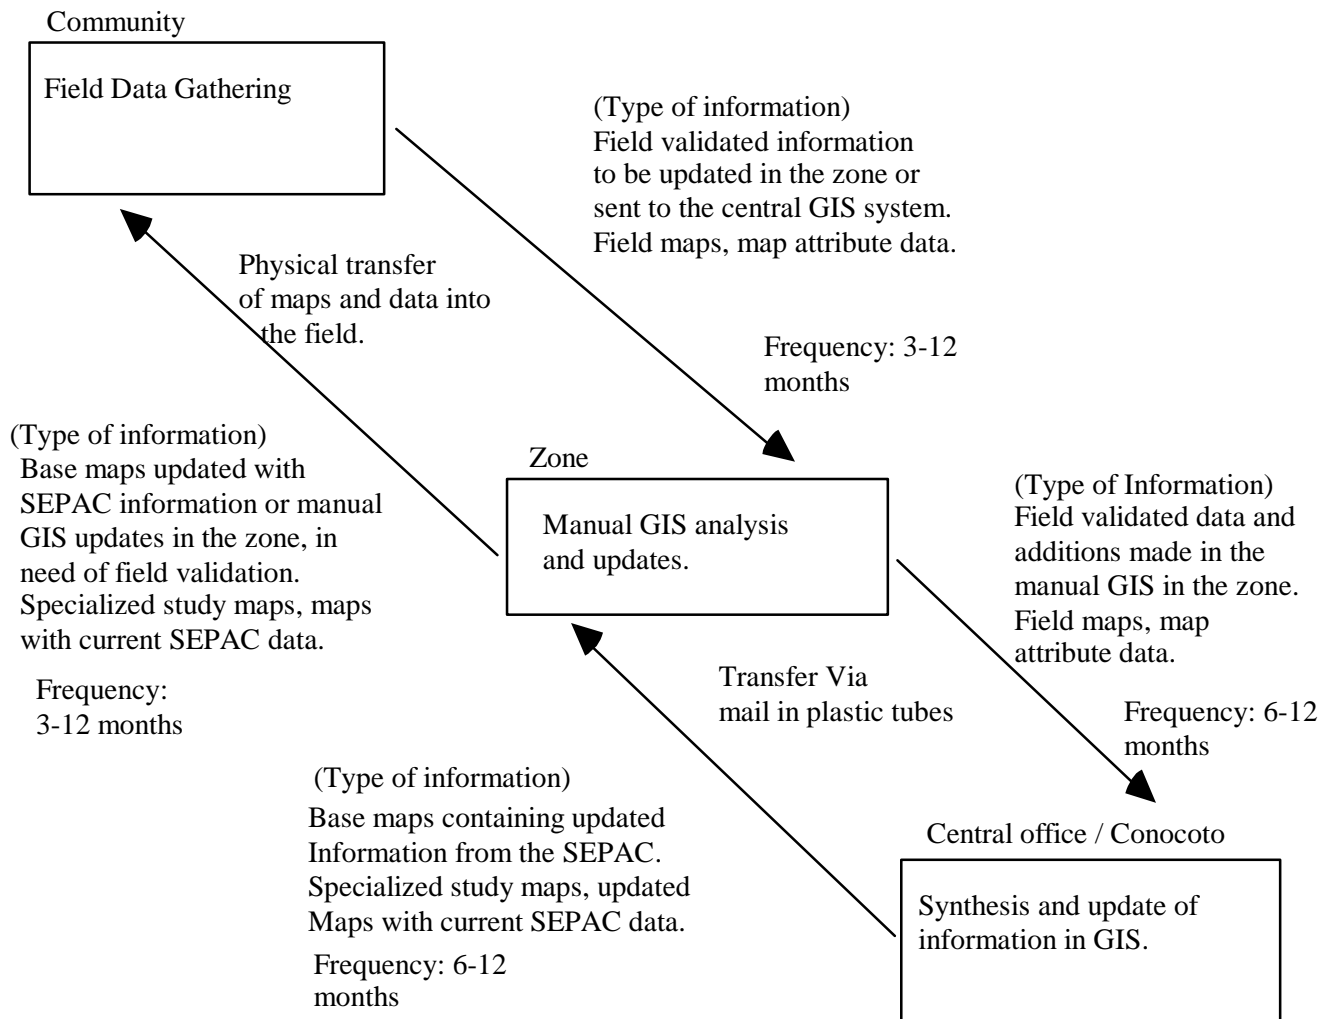 Community
Field Data Gathering
(Type of information)
Field validated information
to be updated in the zone or
sent to the central GIS system.
Field maps, map attribute data.
Physical transfer
of maps and data into
the field.
Frequency: 3-12
months
(Type of information)
Base maps updated with
SEPAC information or manual
GIS updates in the zone, in
need of field validation.
Specialized study maps, maps
with current SEPAC data.
Frequency:
3-12 months
Zone
Manual GIS analysis
and updates.
(Type of Information)
Field validated data and
additions made in the
manual GIS in the zone.
Field maps, map
attribute data.
Frequency: 6-12
months
Transfer Via
mail in plastic tubes
(Type of information)
Base maps containing updated
Information from the SEPAC.
Specialized study maps, updated
Maps with current SEPAC data.
Frequency: 6-12
months
Central office / Conocoto
Synthesis and update of
information in GIS.